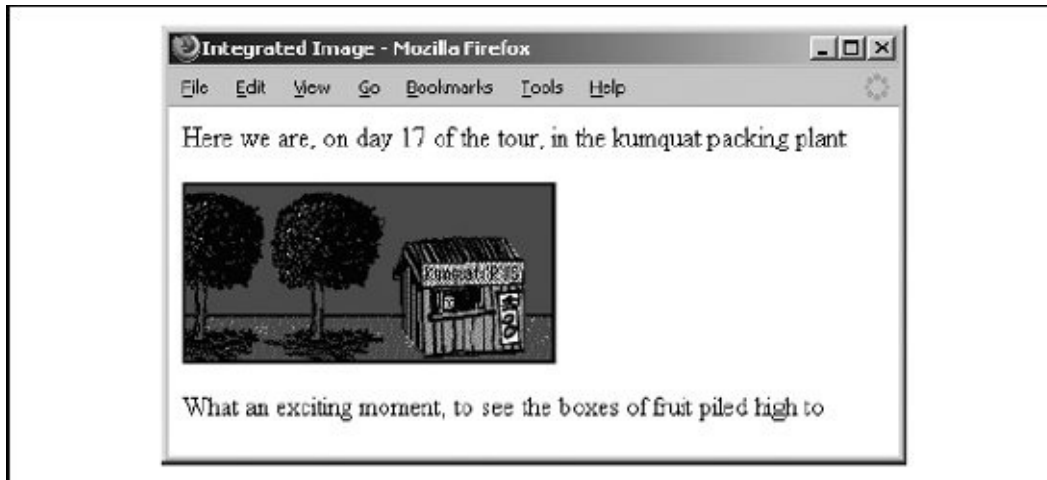 Integrated Image - Mozilla Firefox
File Edit View Go Bookmarks Tools Help
Here we are, on day 17 of the tour, in the kumquat packing plant
Kumquats R US
What an exciting moment, to see the boxes of fruit piled high to